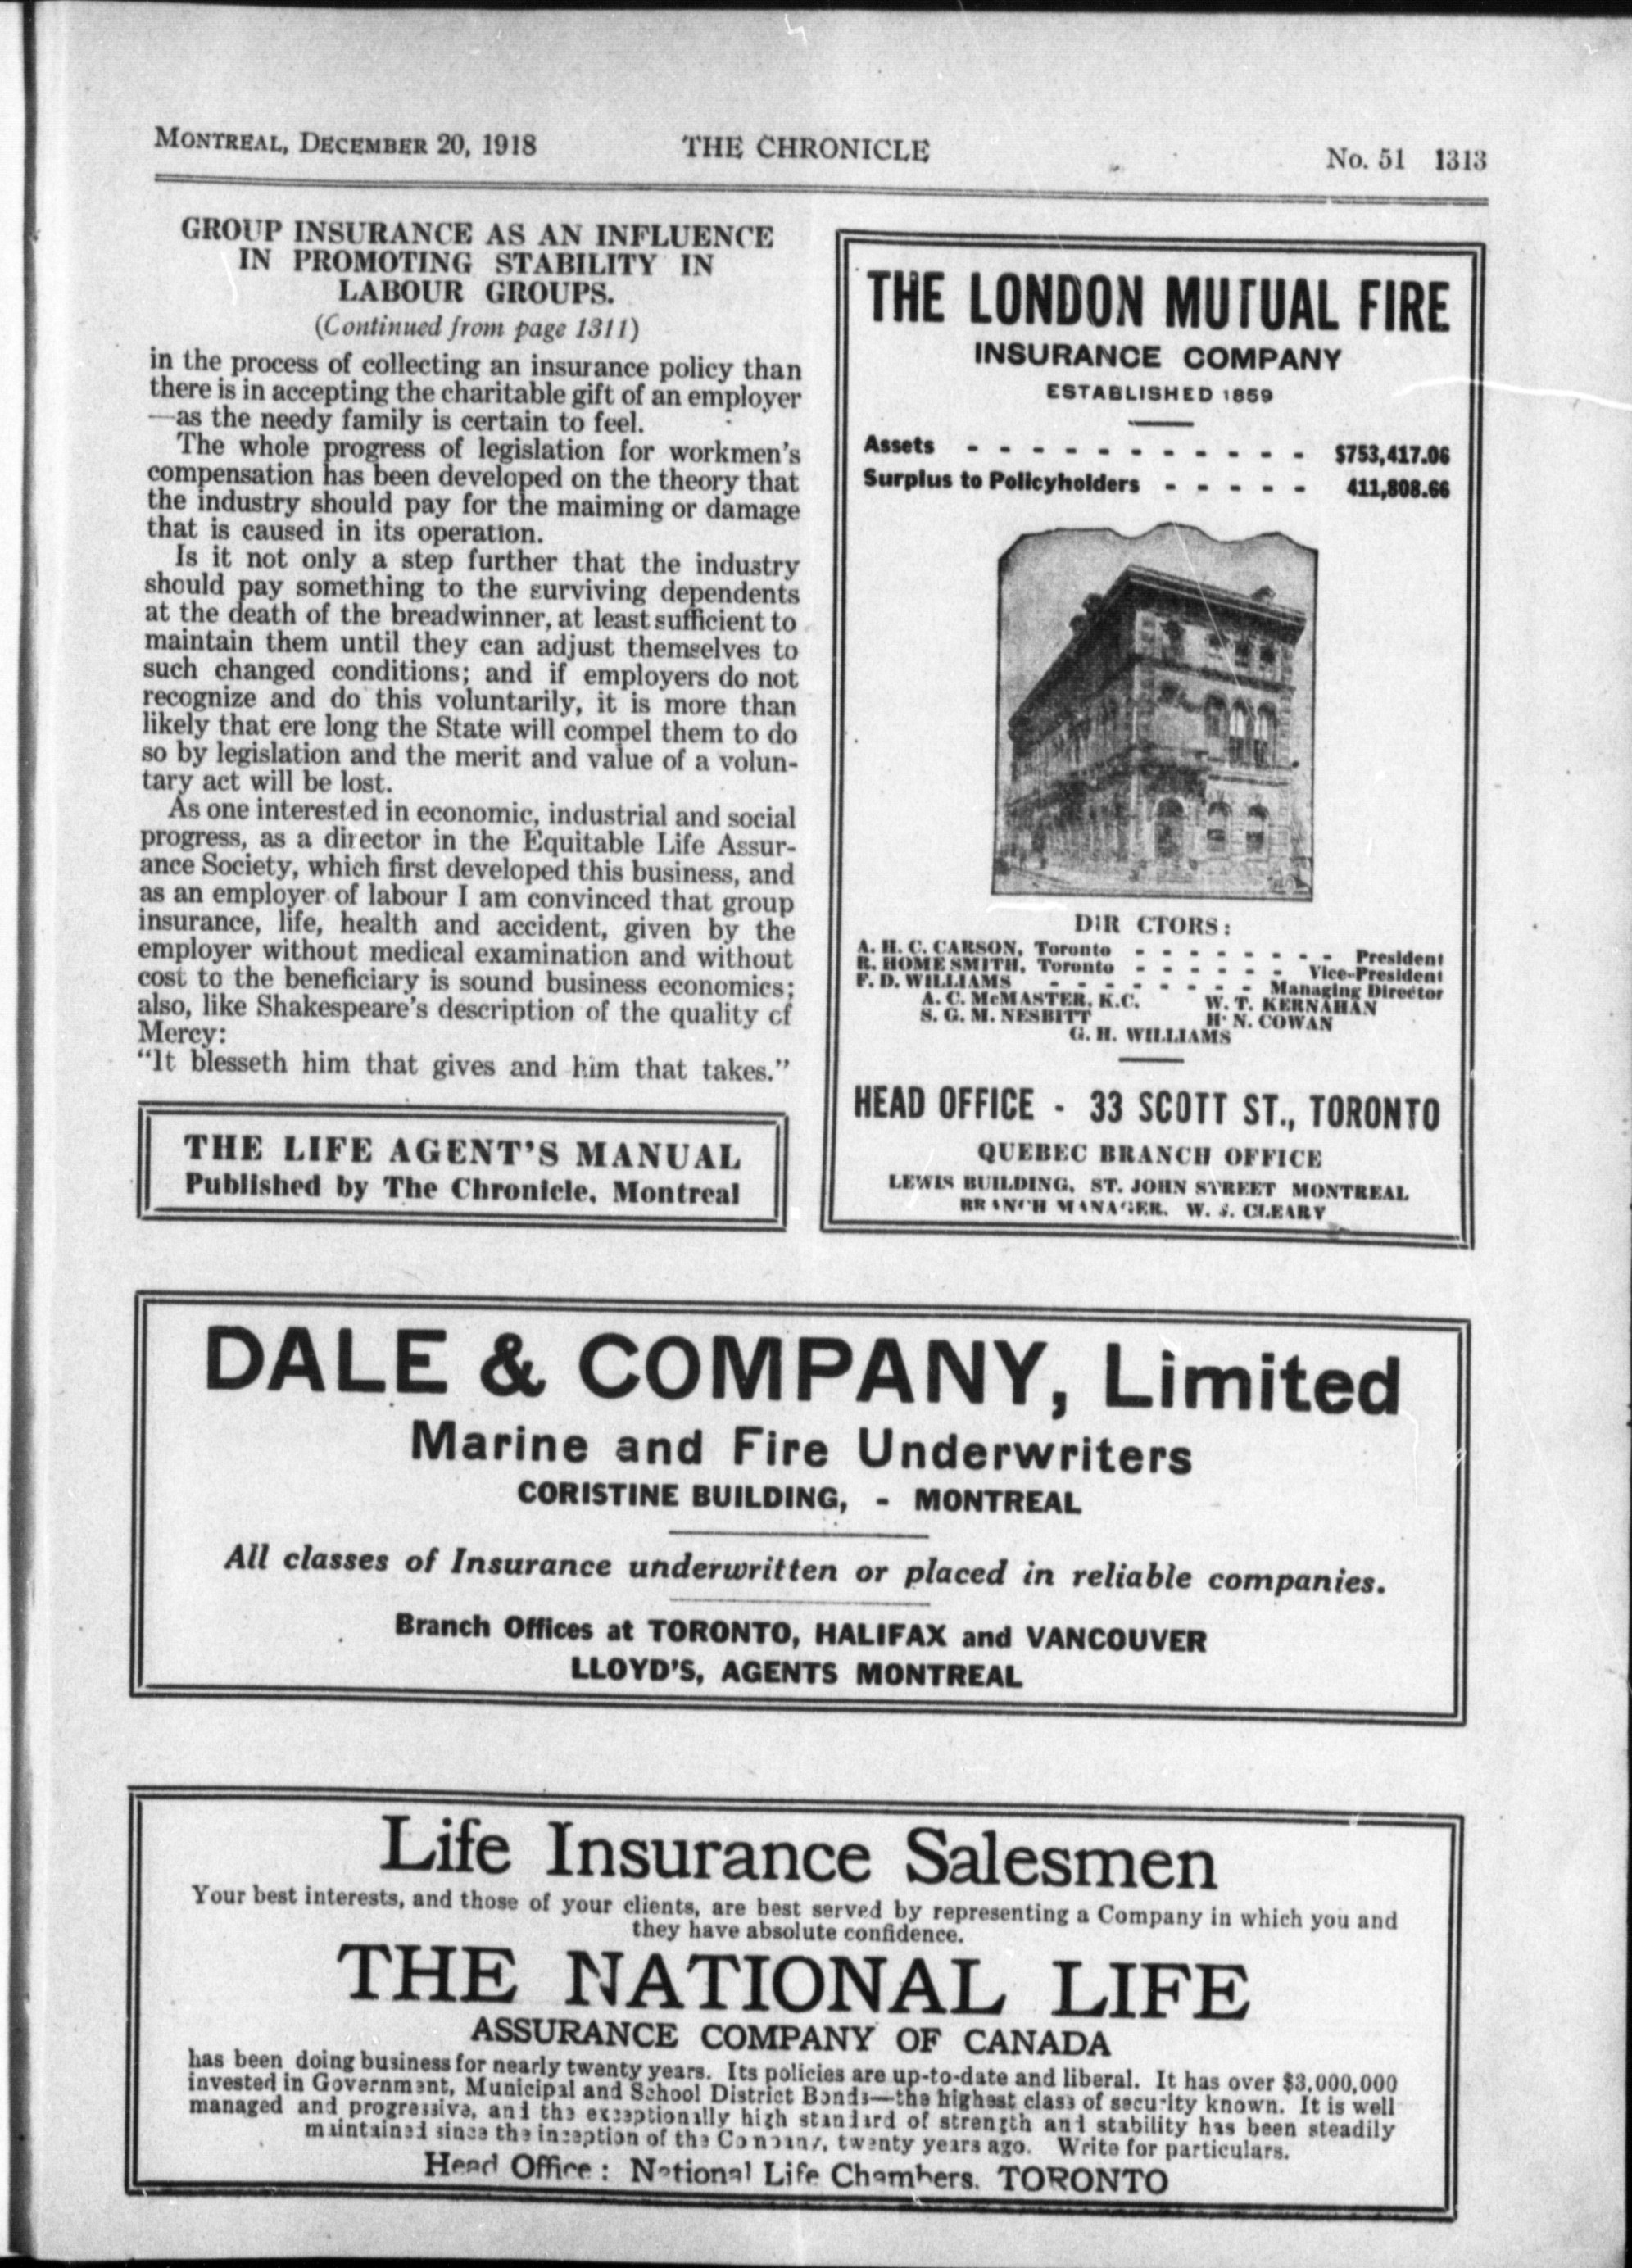 MONTREAL, DECEMBER 20, 1918 THE CHRONICLE No. 51 1313
GROUP INSURANCE AS AN INFLUENCE
IN PROMOTING STABILITY IN
LABOUR GROUPS.
(Continued from page 1311)
in the process of collecting an insurance policy than
there is in accepting the charitable gift of an employer
—as the needy family is certain to feel.
The whole progress of legislation for workmen's
compensation has been developed on the theory that
the industry should pay for the maiming or damage
that is caused in its operation.
Is it not only a step further that the industry
should pay something to the surviving dependents
at the death of the breadwinner, at least sufficient to
maintain them until they can adjust themselves to
such changed conditions; and if employers do not
recognize and do this voluntarily, it is more than
likely that ere long the State will compel them to do
so by legislation and the merit and value of a volun-
tary act will be lost.
As one interested in economic, industrial and social
progress, as a director in the Equitable Life Assur-
ance Society, which first developed this business, and
as an employer of labour I am convinced that group
insurance, life, health and accident, given by the
employer without medical examination and without
cost to the beneficiary is sound business economics;
also, like Shakespeare's description of the quality of
Mercy:
"It blesseth him that gives and him that takes."
THE LIFE AGENT'S MANUAL
Published by The Chronicle, Montreal
THE LONDON MUTUAL FIRE
INSURANCE COMPANY
ESTABLISHED 1859
Assets - - - - - - - - - - - $753,417.06
Surplus to Policyholders - - - - - 411,808.66
DIR CTORS:
A. H. C. CARSON, Toronto - - - - - - - - President
R. HOME SMITH, Toronto - - - - - - Vice-President
F. D. WILLIAMS - - - - - - - - Managing Director
A. C. McMASTER, K.C. W. T. KERNAHAN
S. G. M. NESBITT H. N. COWAN
G. H. WILLIAMS
HEAD OFFICE - 33 SCOTT ST., TORONTO
QUEBEC BRANCH OFFICE
LEWIS BUILDING, ST. JOHN STREET MONTREAL
BRANCH MANAGER. W. J. CLEARY
DALE & COMPANY, Limited
Marine and Fire Underwriters
CORISTINE BUILDING, - MONTREAL
All classes of Insurance underwritten or placed in reliable companies.
Branch Offices at TORONTO, HALIFAX and VANCOUVER
LLOYD'S, AGENTS MONTREAL
Life Insurance Salesmen
Your best interests, and those of your clients, are best served by representing a Company in which you and
they have absolute confidence.
THE NATIONAL LIFE
ASSURANCE COMPANY OF CANADA
has been doing business for nearly twenty years. Its policies are up-to-date and liberal. It has over $3,000,000
invested in Government, Municipal and School District Bonds—the highest class of security known. It is well
managed and progressive, and the exceptionally high standard of strength and stability has been steadily
maintained since the inception of the Company, twenty years ago. Write for particulars.
Head Office: National Life Chambers. TORONTO